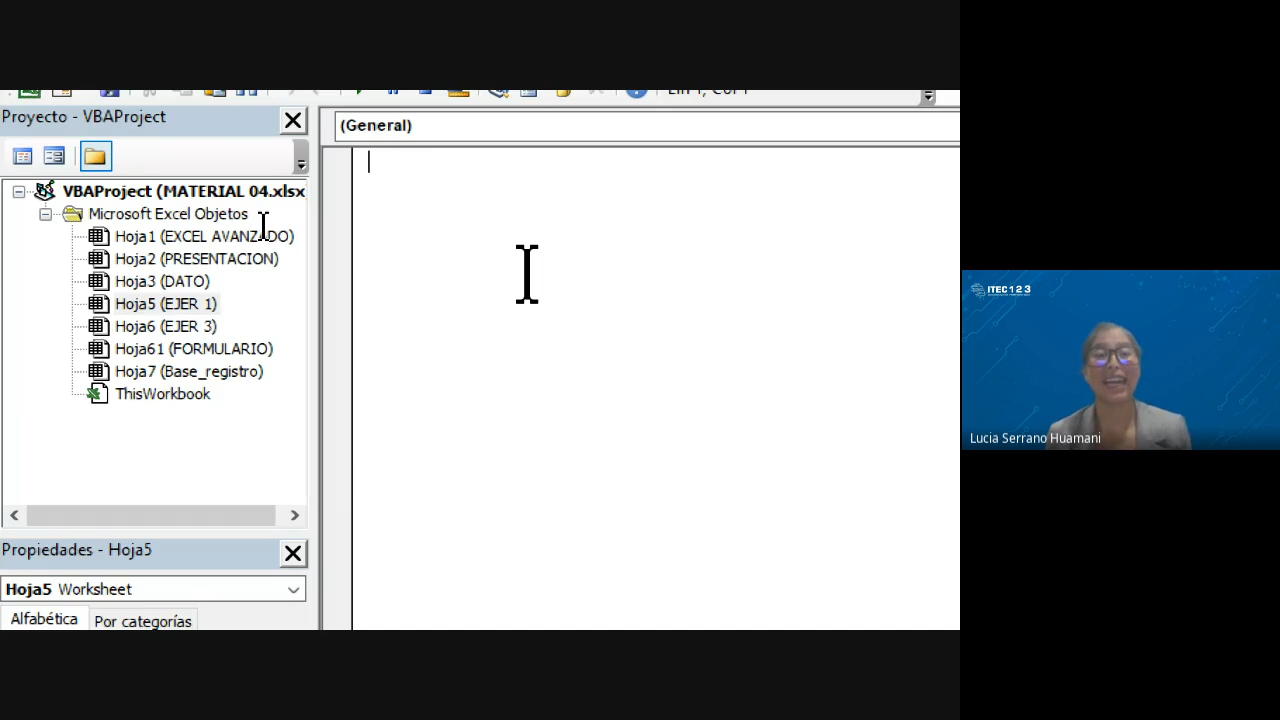 Proyecto - VBAProject
(General)
VBAProject (MATERIAL 04.xlsx
Microsoft Excel Objetos
Hoja1 (EXCEL AVANZADO)
Hoja2 (PRESENTACION)
Hoja3 (DATO)
Hoja5 (EJER 1)
Hoja6 (EJER 3)
Hoja61 (FORMULARIO)
Hoja7 (Base_registro)
ThisWorkbook
Propiedades - Hoja5
Hoja5 Worksheet
Alfabética
Por categorías
ITEC 1 2 3
Lucia Serrano Huamani